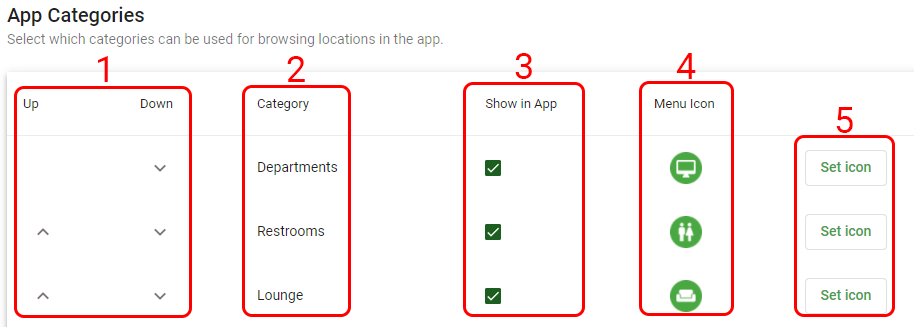 App Categories
Select which categories can be used for browsing locations in the app.
1 2 3 4
Up Down Category Show in App Menu Icon
5
Departments Set icon
Restrooms Set icon
Lounge Set icon